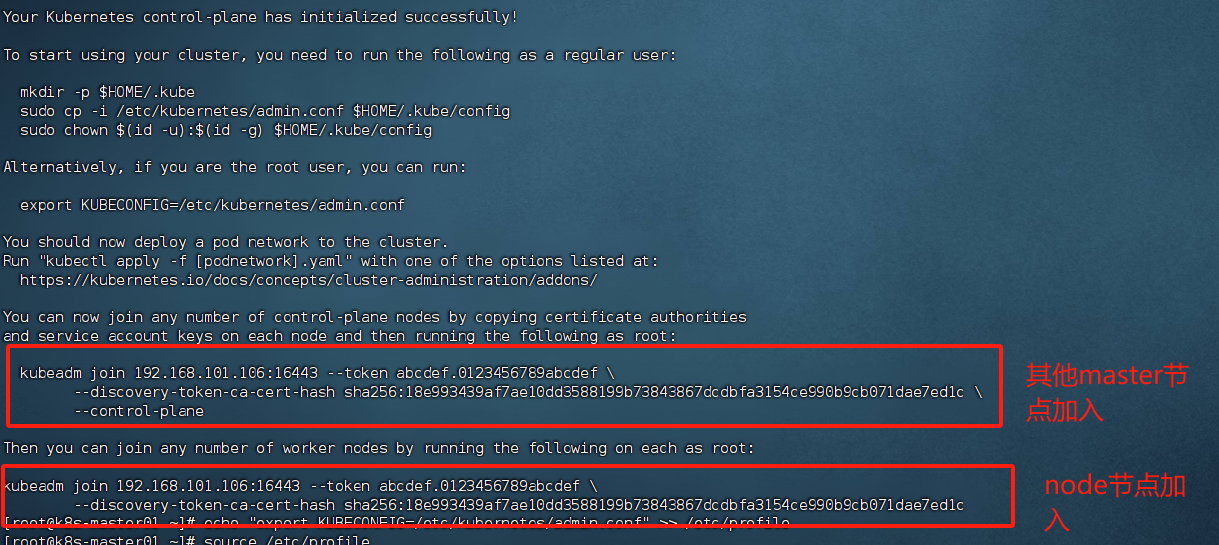 Your Kubernetes control-plane has initialized successfully!
To start using your cluster, you need to run the following as a regular user:
mkdir -p $HOME/.kube
sudo cp -i /etc/kubernetes/admin.conf $HOME/.kube/config
sudo chown $(id -u):$(id -g) $HOME/.kube/config
Alternatively, if you are the root user, you can run:
export KUBECONFIG=/etc/kubernetes/admin.conf
You should now deploy a pod network to the cluster.
Run "kubectl apply -f [podnetwork].yaml" with one of the options listed at:
https://kubernetes.io/docs/concepts/cluster-administration/addons/
You can now join any number of control-plane nodes by copying certificate authorities
and service account keys on each node and then running the following as root:
kubeadm join 192.168.101.106:16443 --token abcdef.0123456789abcdef \
--discovery-token-ca-cert-hash sha256:18e993439af7ae10dd3588199b73843867dcdbfa3154ce990b9cb071dae7ed1c \
--control-plane
其他master节
点加入
Then you can join any number of worker nodes by running the following on each as root:
kubeadm join 192.168.101.106:16443 --token abcdef.0123456789abcdef \
--discovery-token-ca-cert-hash sha256:18e993439af7ae10dd3588199b73843867dcdbfa3154ce990b9cb071dae7ed1c
node节点加
入
[root@k8s-master01 ~]# echo "export KUBECONFIG=/etc/kubernetes/admin.conf" >> /etc/profile
[root@k8s-master01 ~]# source /etc/profile